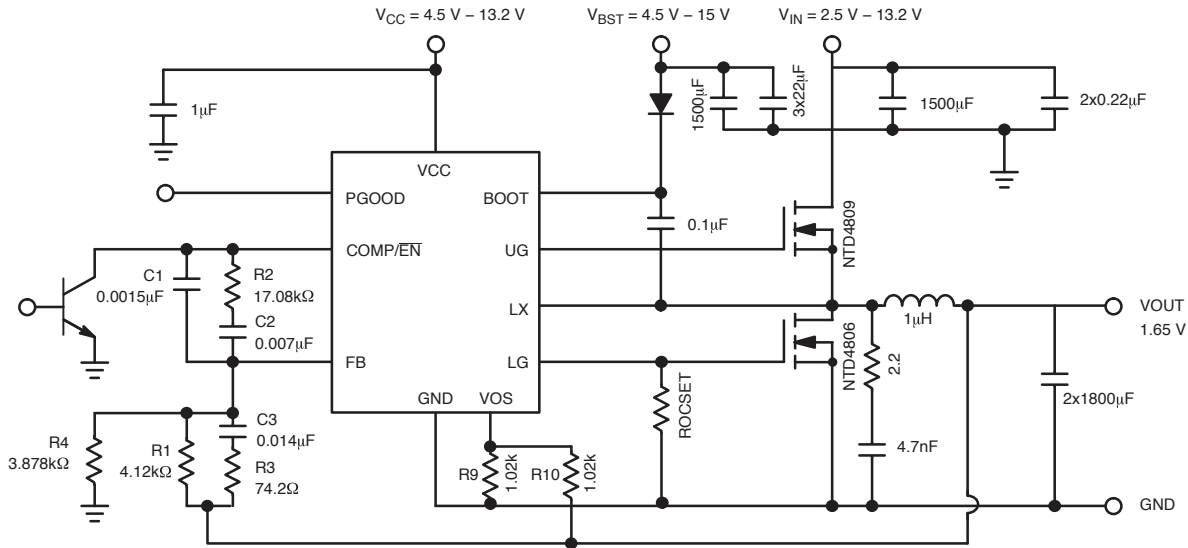 V_CC = 4.5 V – 13.2 V
V_BST = 4.5 V – 15 V
V_IN = 2.5 V – 13.2 V
1μF
1500μF
3x22μF
1500μF
2x0.22μF
VCC
PGOOD
BOOT
0.1μF
NTD4809
COMP/E̅N̅
UG
C1
0.0015μF
R2
17.08kΩ
C2
0.007μF
LX
1μH
VOUT
1.65 V
FB
LG
NTD4806
2.2
GND
VOS
ROCSET
2x1800μF
C3
0.014μF
R4
3.878kΩ
R1
4.12kΩ
R3
74.2Ω
R9
1.02k
R10
1.02k
4.7nF
GND